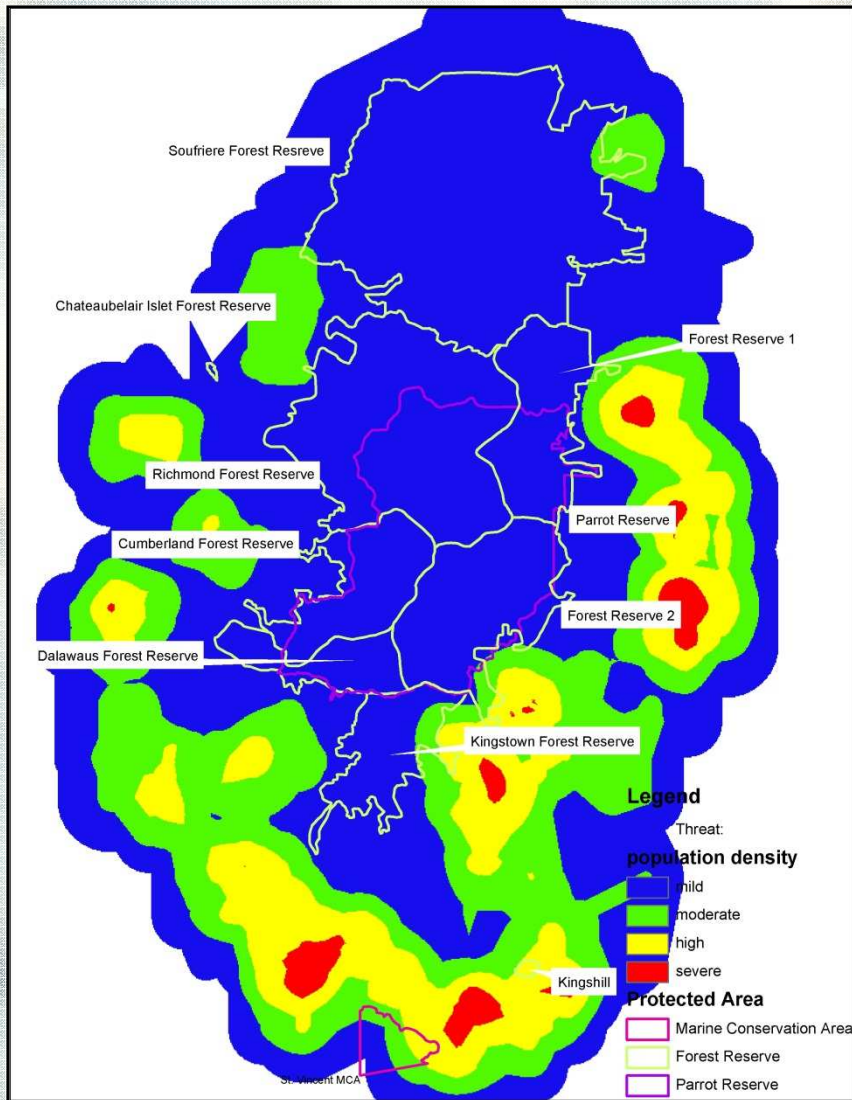 Soufriere Forest Resreve
Chateaubelair Islet Forest Reserve
Forest Reserve 1
Richmond Forest Reserve
Parrot Reserve
Cumberland Forest Reserve
Forest Reserve 2
Dalawaus Forest Reserve
Kingstown Forest Reserve
Legend
Threat:
population density
mild
moderate
high
severe
Kingshill
Protected Area
Marine Conservation Area
Forest Reserve
Parrot Reserve
St. Vincent MCA